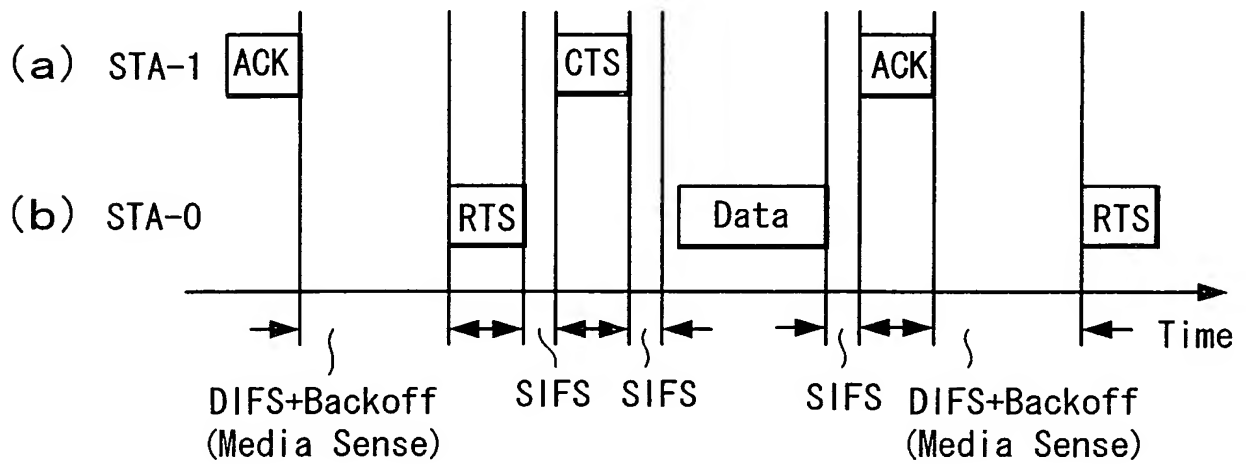 (a) STA-1 ACK CTS ACK
(b) STA-0 RTS Data RTS
Time
DIFS+Backoff SIFS SIFS SIFS DIFS+Backoff
(Media Sense) (Media Sense)